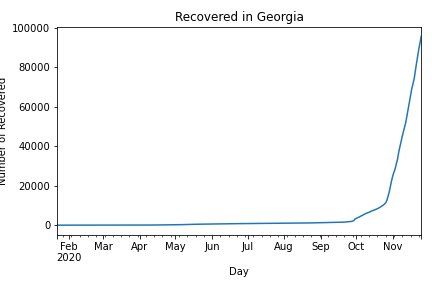 Recovered in Georgia
Number of Recovered
100000
80000
60000
40000
20000
0
Feb Mar Apr May Jun Jul Aug Sep Oct Nov
2020
Day